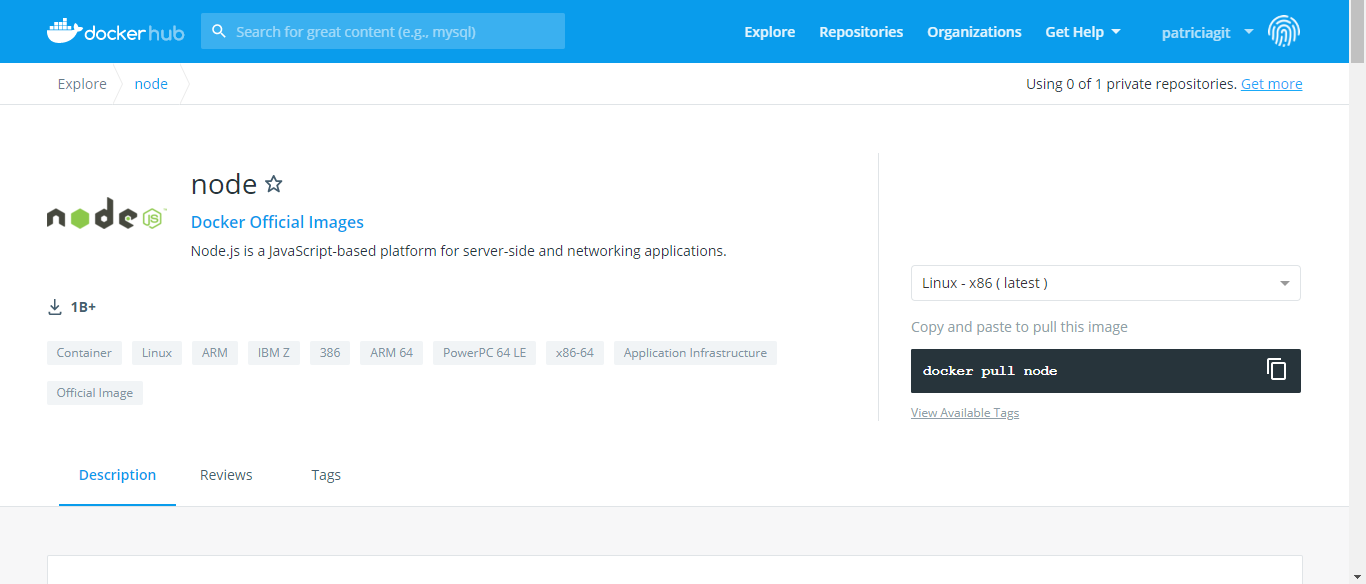 dockerhub
Search for great content (e.g., mysql)
Explore Repositories Organizations Get Help patriciagit
Explore node
Using 0 of 1 private repositories. Get more
node
node JS ™
Docker Official Images
Node.js is a JavaScript-based platform for server-side and networking applications.
1B+
Container Linux ARM IBM Z 386 ARM 64 PowerPC 64 LE x86-64 Application Infrastructure
Official Image
Linux - x86 ( latest )
Copy and paste to pull this image
docker pull node
View Available Tags
Description Reviews Tags